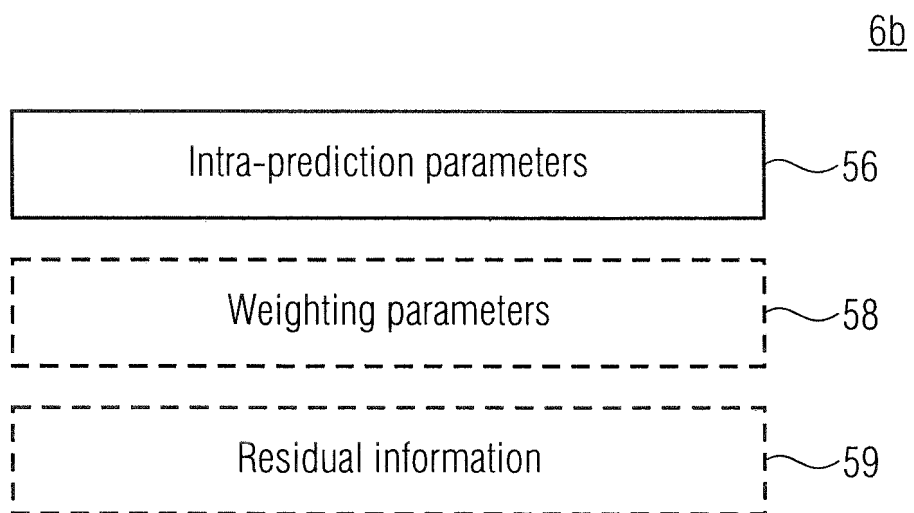 6b
Intra-prediction parameters 56
Weighting parameters 58
Residual information 59